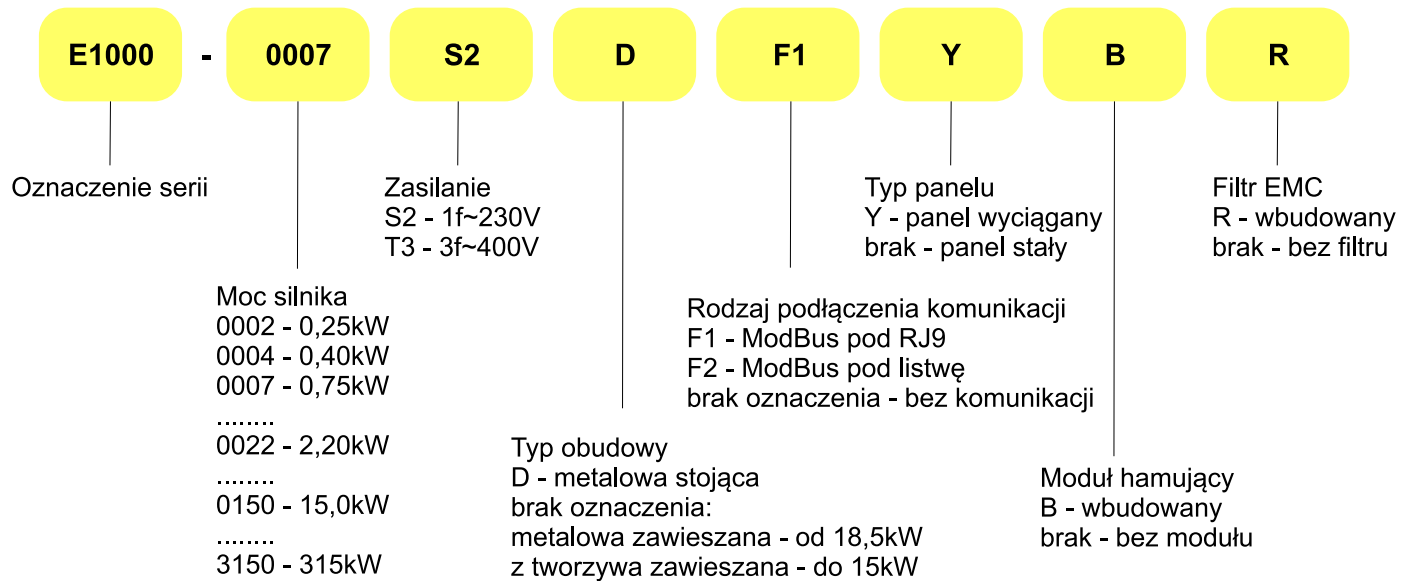 E1000 - 0007 S2 D F1 Y B R
Oznaczenie serii
Moc silnika
0002 - 0,25kW
0004 - 0,40kW
0007 - 0,75kW
........
0022 - 2,20kW
........
0150 - 15,0kW
........
3150 - 315kW
Zasilanie
S2 - 1f~230V
T3 - 3f~400V
Typ obudowy
D - metalowa stojąca
brak oznaczenia:
metalowa zawieszana - od 18,5kW
z tworzywa zawieszana - do 15kW
Rodzaj podłączenia komunikacji
F1 - ModBus pod RJ9
F2 - ModBus pod listwę
brak oznaczenia - bez komunikacji
Typ panelu
Y - panel wyciągany
brak - panel stały
Moduł hamujący
B - wbudowany
brak - bez modułu
Filtr EMC
R - wbudowany
brak - bez filtru